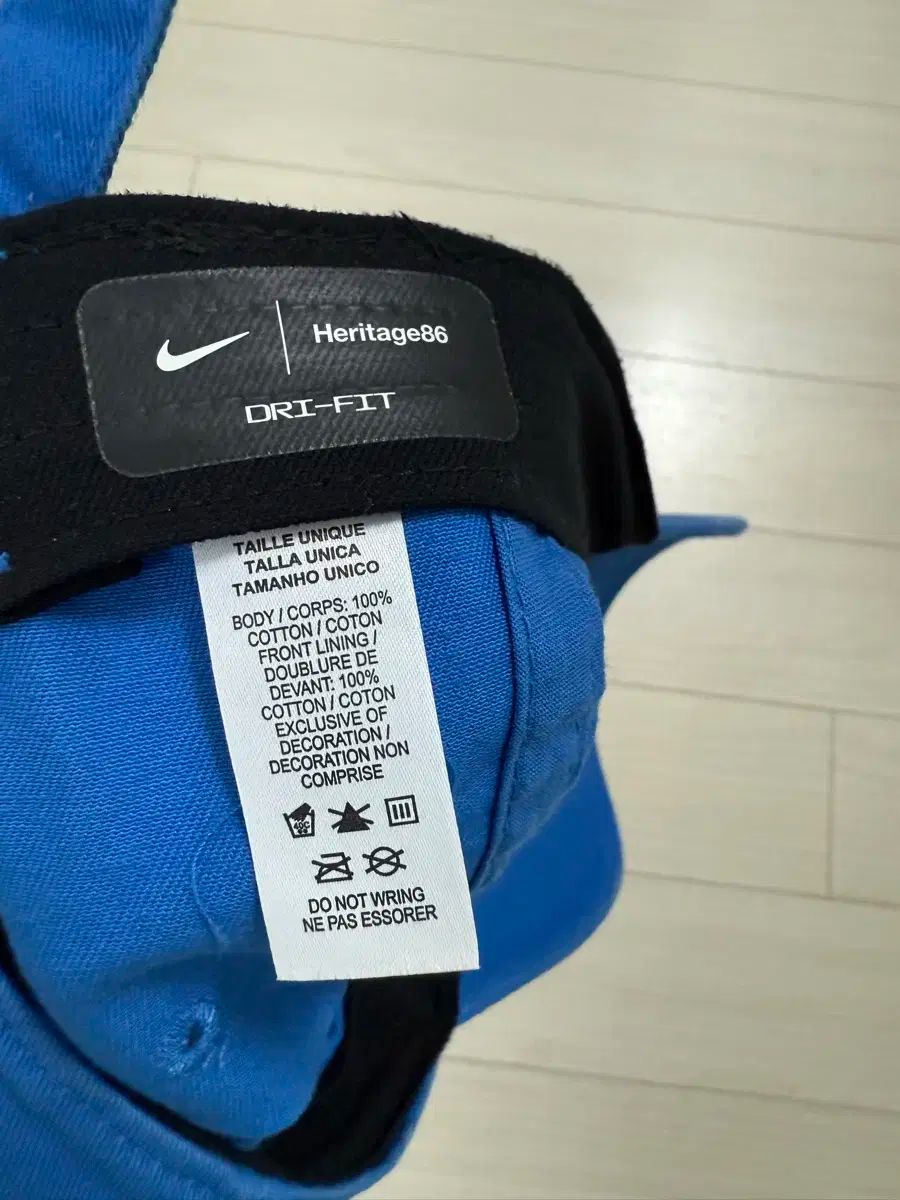 Heritage86
DRI-FIT
TAILLE UNIQUE
TALLA UNICA
TAMANHO UNICO
BODY / CORPS: 100%
COTTON / COTON
FRONT LINING /
DOUBLURE DE
DEVANT: 100%
COTTON / COTON
EXCLUSIVE OF
DECORATION /
DECORATION NON
COMPRISE
40C
DO NOT WRING
NE PAS ESSORER